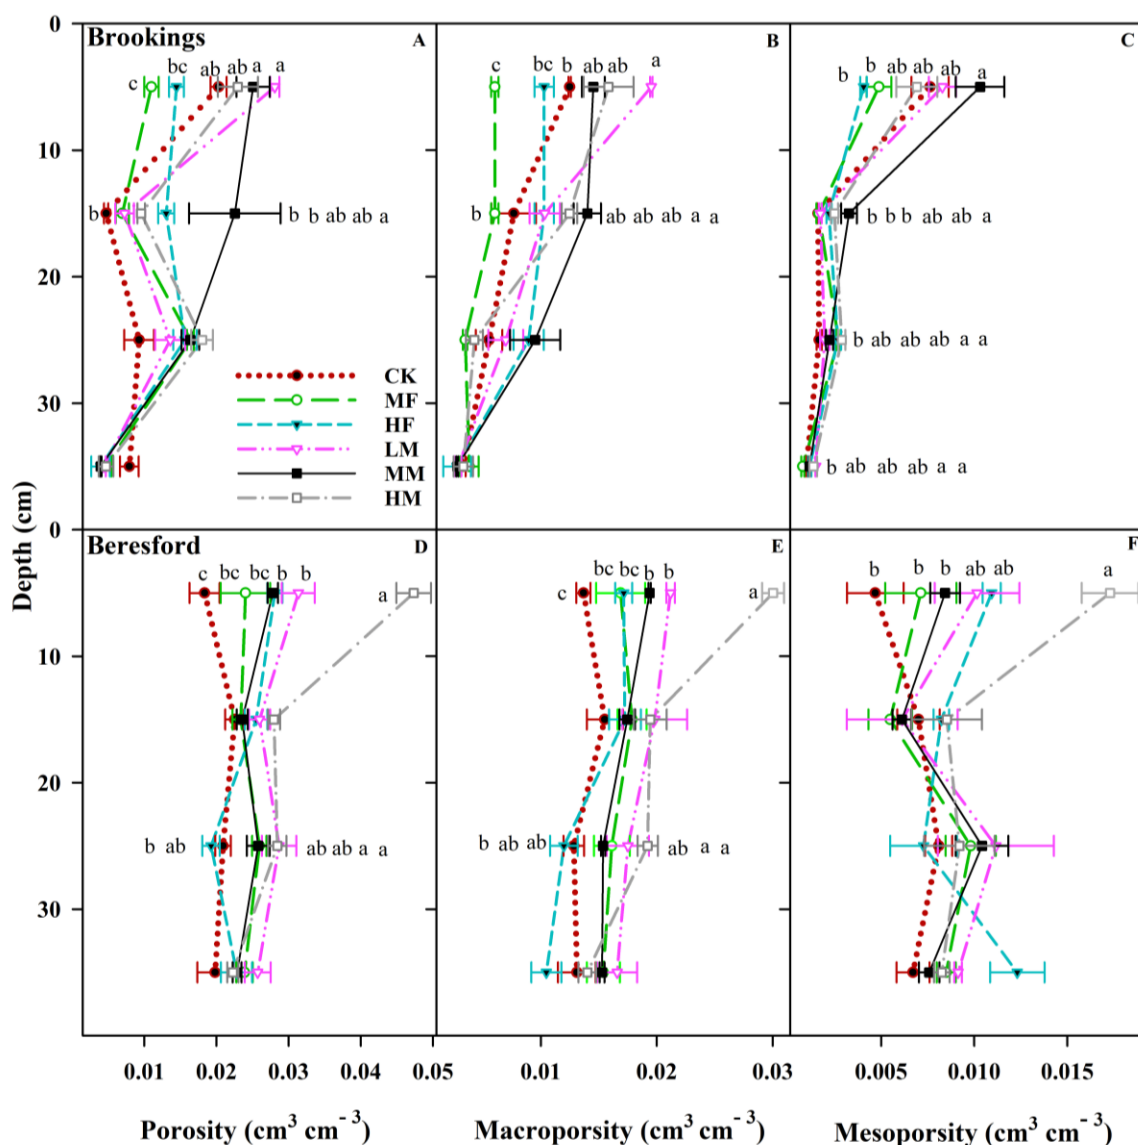 0
Brookings
A
B
C
c bc ab ab a
c bc b ab ab a
b b ab ab ab a
10
b b b ab ab a
b ab ab ab a a
b b b ab ab a
20
b ab ab ab a a
30
CK
MF
HF
LM
MM
HM
b ab ab ab a a
0
Beresford
D
E
F
c bc bc b b a
c bc bc b b a
b b b ab ab a
10
20
b ab ab ab a a
b ab ab ab a a
30
Depth (cm)
Depth (cm)
0.01 0.02 0.03 0.04 0.05
0.01 0.02 0.03
0.005 0.010 0.015
Porosity (cm³ cm⁻³)
Macroporsity (cm³ cm⁻³)
Mesoporsity (cm³ cm⁻³)